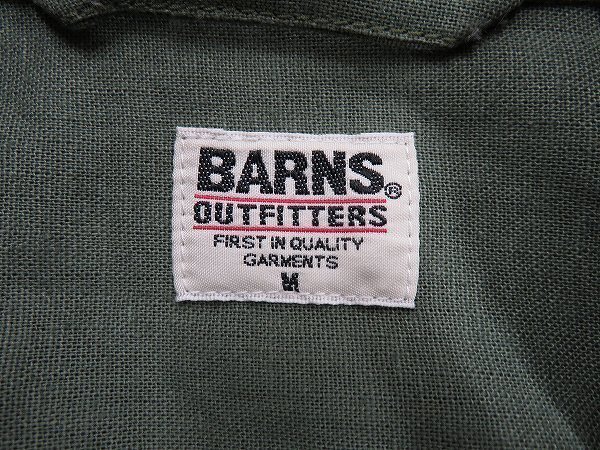 BARNS®
OUTFITTERS
FIRST IN QUALITY
GARMENTS
M